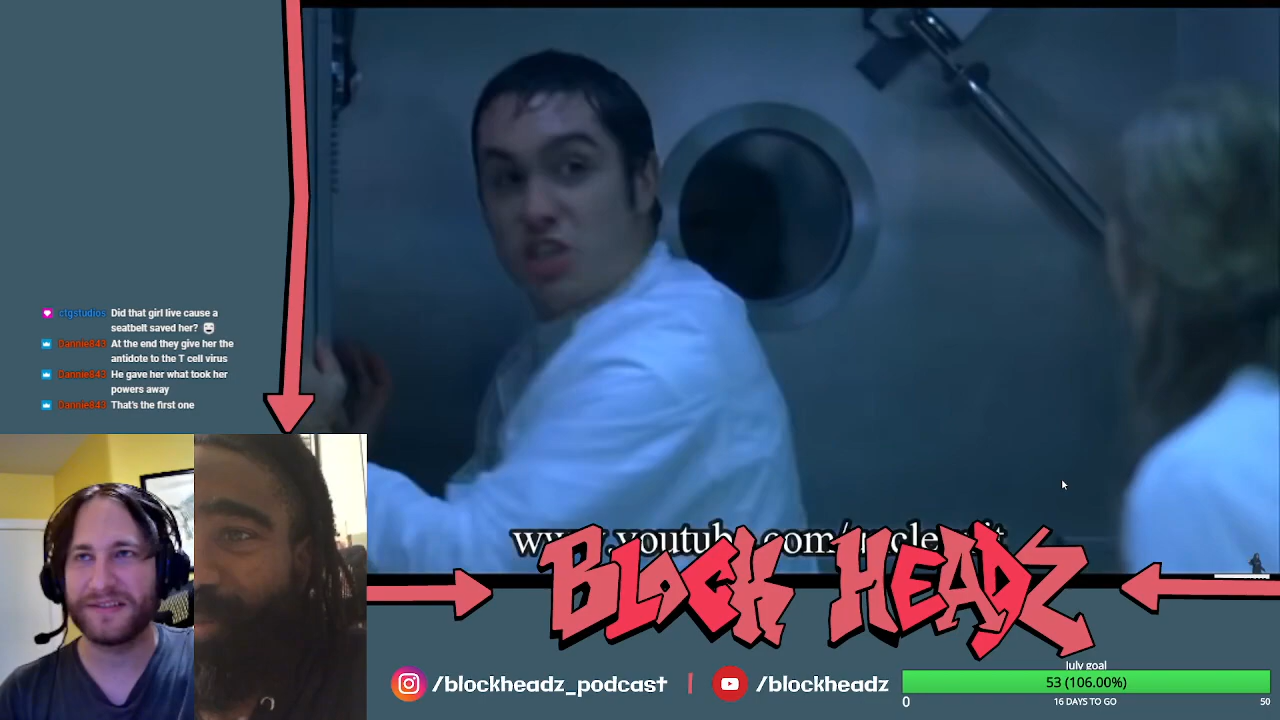 ctgstudios Did that girl live cause a
seatbelt saved her?
Dannie843 At the end they give her the
antidote to the T cell virus
Dannie843 He gave her what took her
powers away
Dannie843 That's the first one
BLOCK HEADZ
/blockheadz_podcast | /blockheadz
July goal
53 (106.00%)
0 16 DAYS TO GO 50